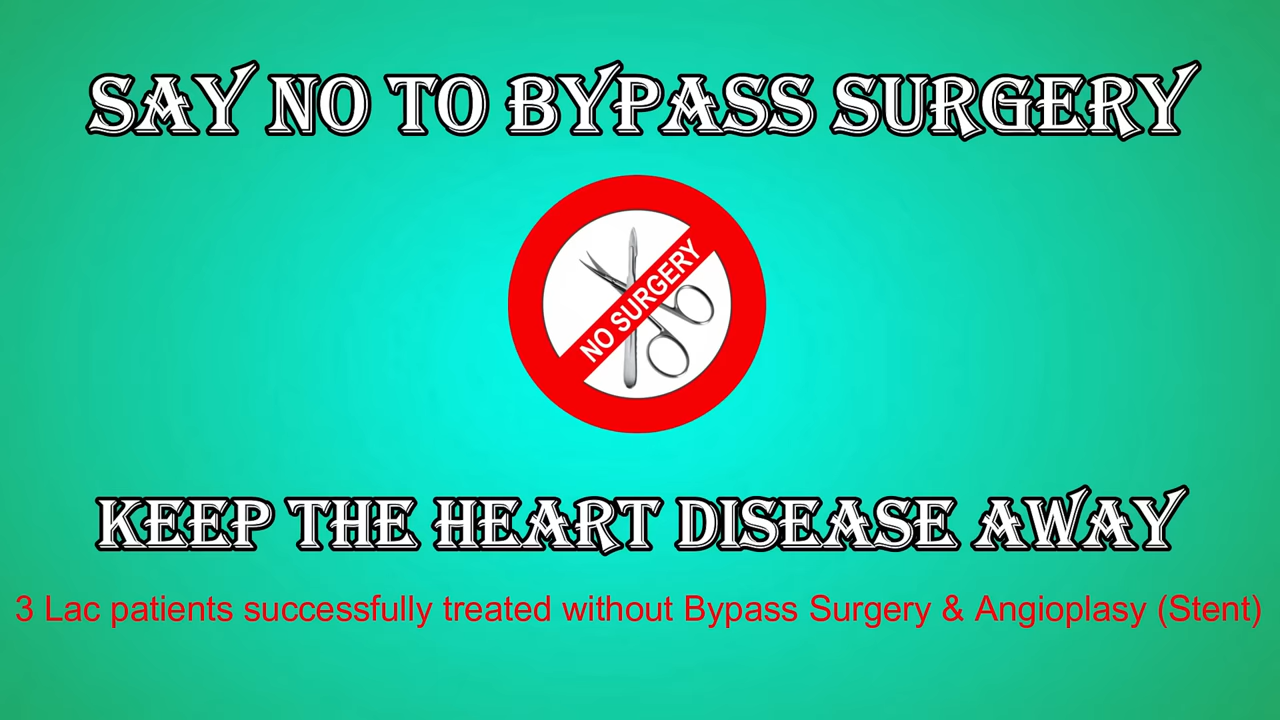 SAY NO TO BYPASS SURGERY
NO SURGERY
KEEP THE HEART DISEASE AWAY
3 Lac patients successfully treated without Bypass Surgery & Angioplasy (Stent)